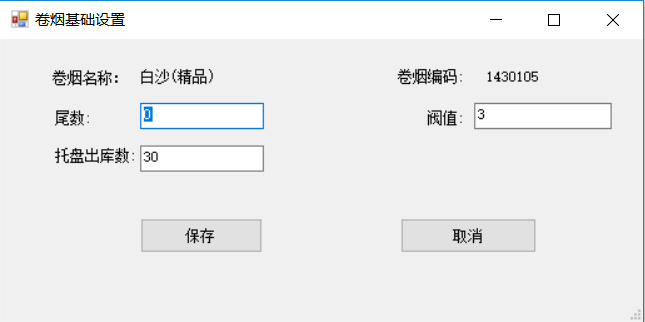 卷烟基础设置
卷烟名称： 白沙(精品) 卷烟编码: 1430105
尾数: 0 阀值: 3
托盘出库数: 30
保存 取消